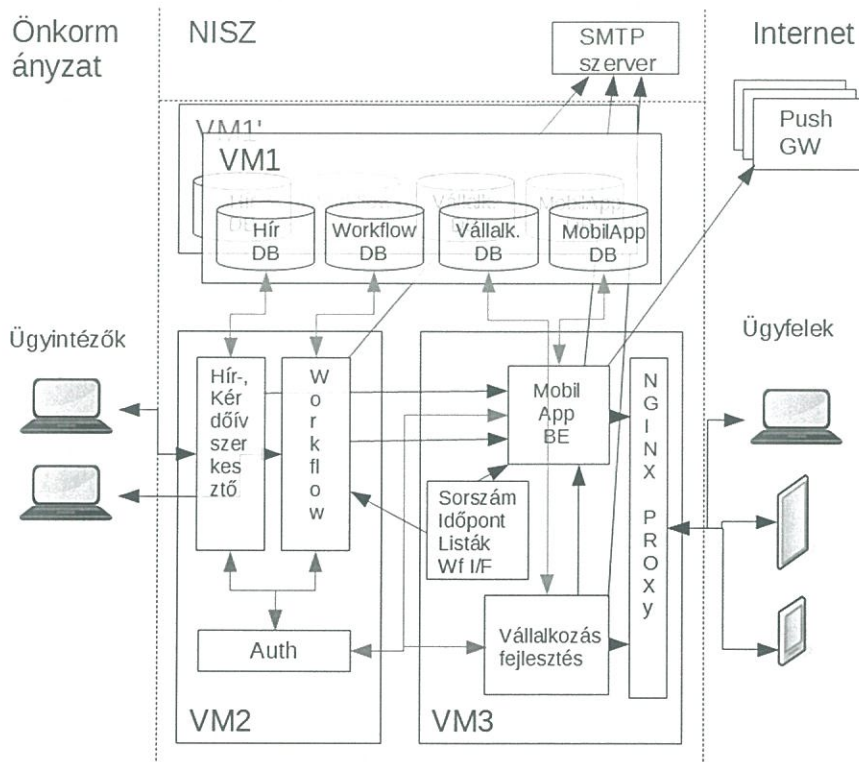 Önkorm
ányzat
NISZ
SMTP
szerver
Internet
Push
GW
VM1'
VM1
Hír
DB
Workflow
DB
Vállalk.
DB
MobilApp
DB
Ügyintézők
Ügyfelek
Hír-,
Kér
dőív
szer
kes
ztő
W
o
r
k
f
l
o
w
Mobil
App
BE
N
G
I
N
X
P
R
O
X
y
Sorszám
Időpont
Listák
Wf I/F
Auth
Vállalkozás
fejlesztés
VM2
VM3